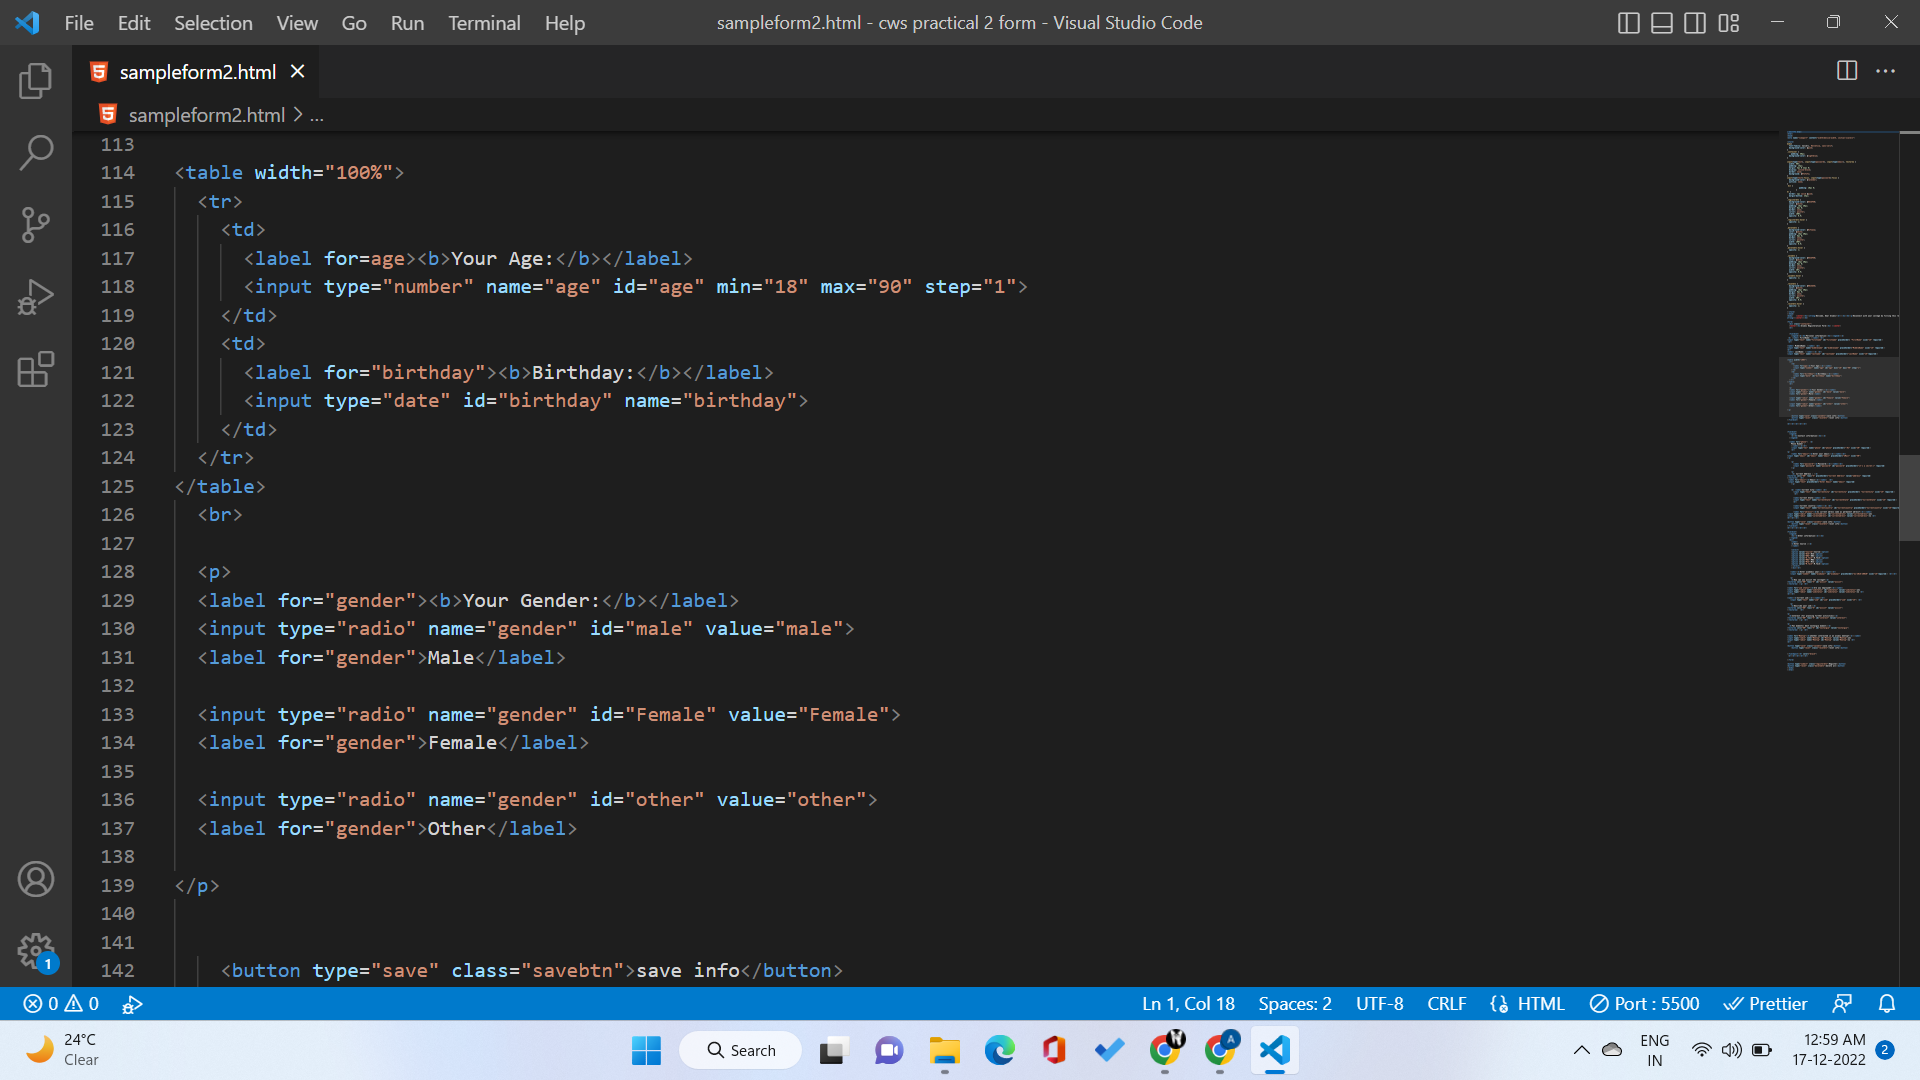 File Edit Selection View Go Run Terminal Help sampleform2.html - cws practical 2 form - Visual Studio Code
sampleform2.html
sampleform2.html > ...
113
114 <table width="100%">
115 <tr>
116 <td>
117 <label for=age><b>Your Age:</b></label>
118 <input type="number" name="age" id="age" min="18" max="90" step="1">
119 </td>
120 <td>
121 <label for="birthday"><b>Birthday:</b></label>
122 <input type="date" id="birthday" name="birthday">
123 </td>
124 </tr>
125 </table>
126 <br>
127
128 <p>
129 <label for="gender"><b>Your Gender:</b></label>
130 <input type="radio" name="gender" id="male" value="male">
131 <label for="gender">Male</label>
132
133 <input type="radio" name="gender" id="Female" value="Female">
134 <label for="gender">Female</label>
135
136 <input type="radio" name="gender" id="other" value="other">
137 <label for="gender">Other</label>
138
139 </p>
140
141
142 <button type="save" class="savebtn">save info</button>
1
0 0 Ln 1, Col 18 Spaces: 2 UTF-8 CRLF HTML Port : 5500 Prettier
24°C
Clear
Search
W
A
ENG
IN
12:59 AM
17-12-2022
2